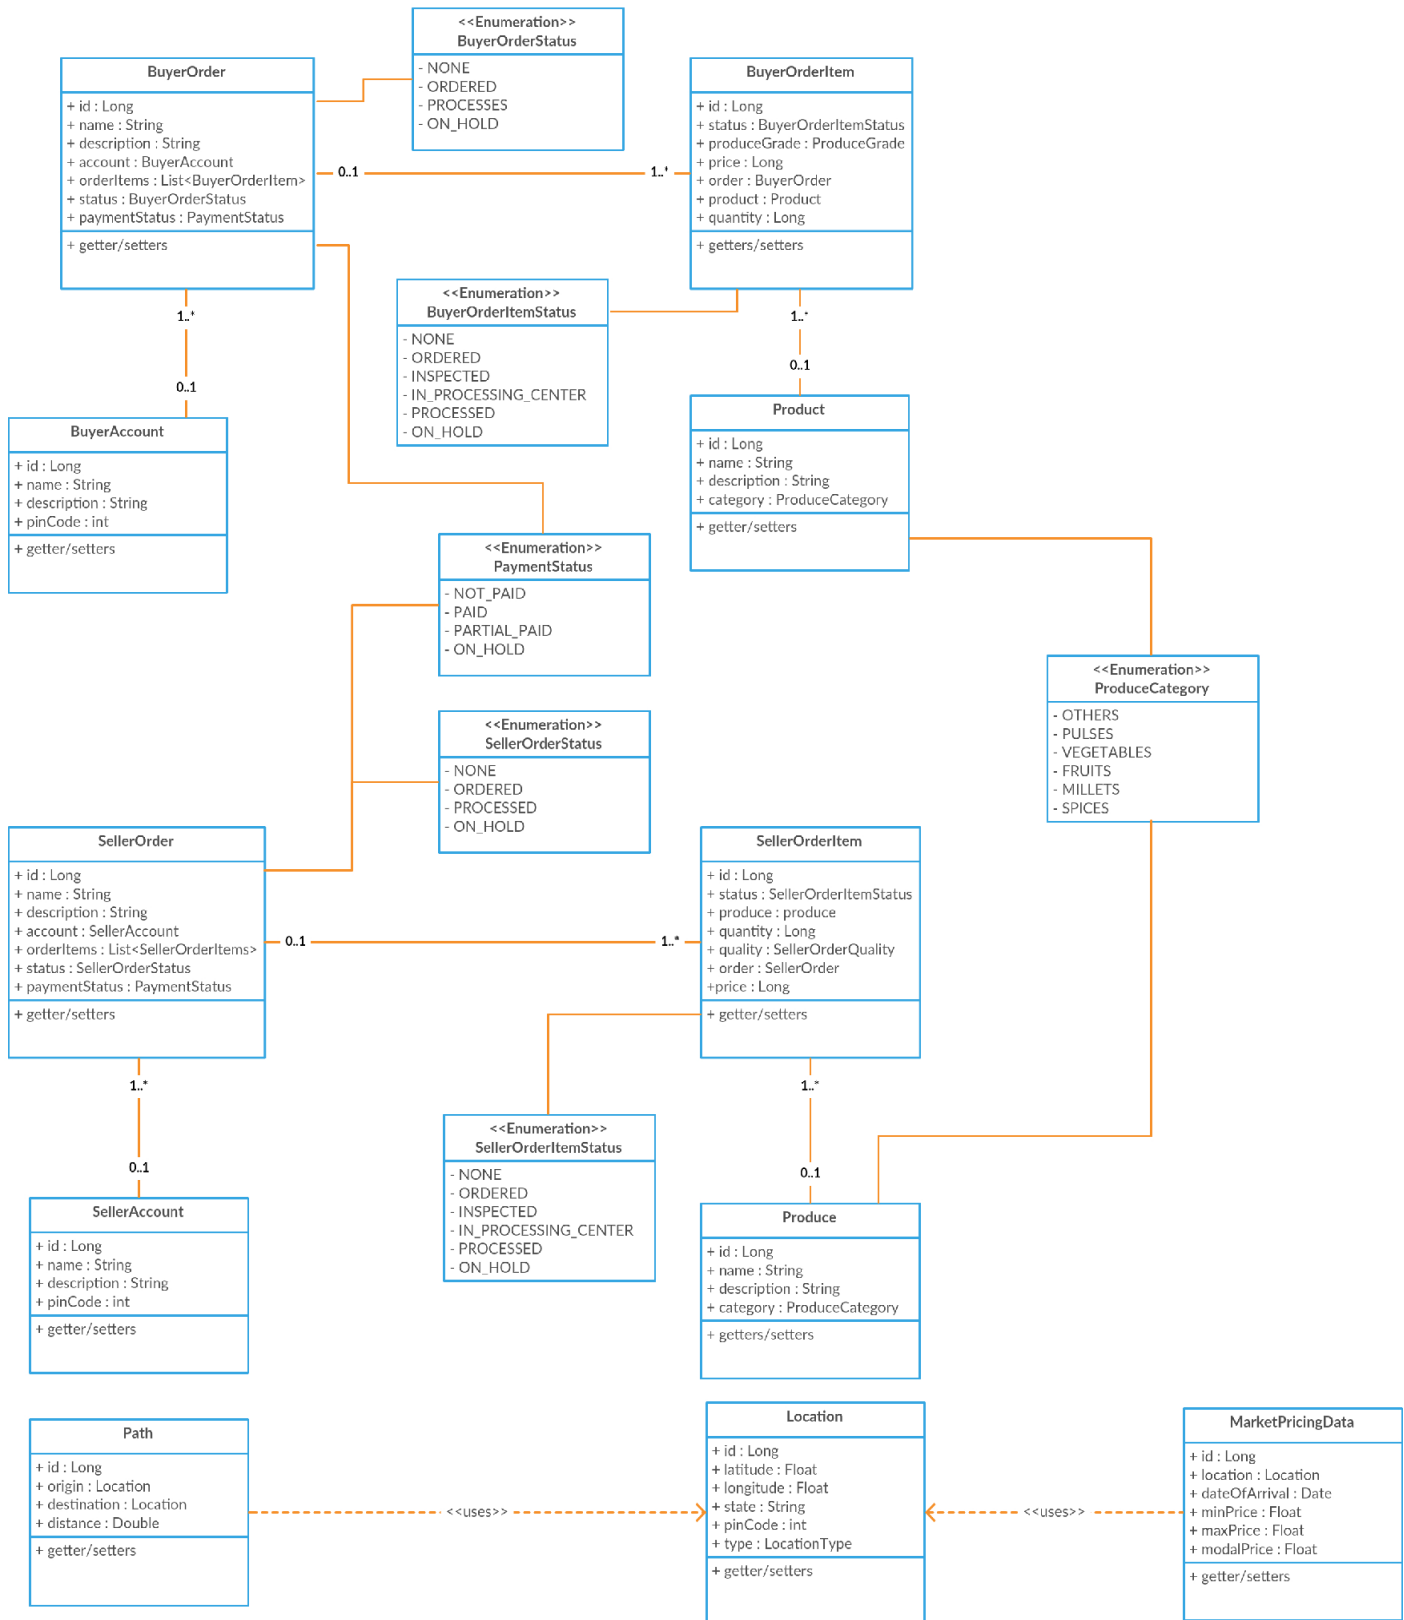 <<Enumeration>>
BuyerOrderStatus
- NONE
- ORDERED
- PROCESSES
- ON_HOLD
BuyerOrder
+ id : Long
+ name : String
+ description : String
+ account : BuyerAccount
+ orderItems : List<BuyerOrderItem>
+ status : BuyerOrderStatus
+ paymentStatus : PaymentStatus
+ getter/setters
0..1
1..*
BuyerOrderItem
+ id : Long
+ status : BuyerOrderItemStatus
+ produceGrade : ProduceGrade
+ price : Long
+ order : BuyerOrder
+ product : Product
+ quantity : Long
+ getters/setters
<<Enumeration>>
BuyerOrderItemStatus
- NONE
- ORDERED
- INSPECTED
- IN_PROCESSING_CENTER
- PROCESSED
- ON_HOLD
1..*
0..1
1..*
0..1
BuyerAccount
+ id : Long
+ name : String
+ description : String
+ pinCode : int
+ getter/setters
Product
+ id : Long
+ name : String
+ description : String
+ category : ProduceCategory
+ getter/setters
<<Enumeration>>
PaymentStatus
- NOT_PAID
- PAID
- PARTIAL_PAID
- ON_HOLD
<<Enumeration>>
ProduceCategory
- OTHERS
- PULSES
- VEGETABLES
- FRUITS
- MILLETS
- SPICES
<<Enumeration>>
SellerOrderStatus
- NONE
- ORDERED
- PROCESSED
- ON_HOLD
SellerOrder
+ id : Long
+ name : String
+ description : String
+ account : SellerAccount
+ orderItems : List<SellerOrderItems>
+ status : SellerOrderStatus
+ paymentStatus : PaymentStatus
+ getter/setters
0..1
1..*
SellerOrderItem
+ id : Long
+ status : SellerOrderItemStatus
+ produce : produce
+ quantity : Long
+ quality : SellerOrderQuality
+ order : SellerOrder
+price : Long
+ getter/setters
1..*
0..1
1..*
0..1
<<Enumeration>>
SellerOrderItemStatus
- NONE
- ORDERED
- INSPECTED
- IN_PROCESSING_CENTER
- PROCESSED
- ON_HOLD
SellerAccount
+ id : Long
+ name : String
+ description : String
+ pinCode : int
+ getter/setters
Produce
+ id : Long
+ name : String
+ description : String
+ category : ProduceCategory
+ getters/setters
Path
+ id : Long
+ origin : Location
+ destination : Location
+ distance : Double
+ getter/setters
<<uses>>
Location
+ id : Long
+ latitude : Float
+ longitude : Float
+ state : String
+ pinCode : int
+ type : LocationType
+ getter/setters
<<uses>>
MarketPricingData
+ id : Long
+ location : Location
+ dateOfArrival : Date
+ minPrice : Float
+ maxPrice : Float
+ modalPrice : Float
+ getter/setters